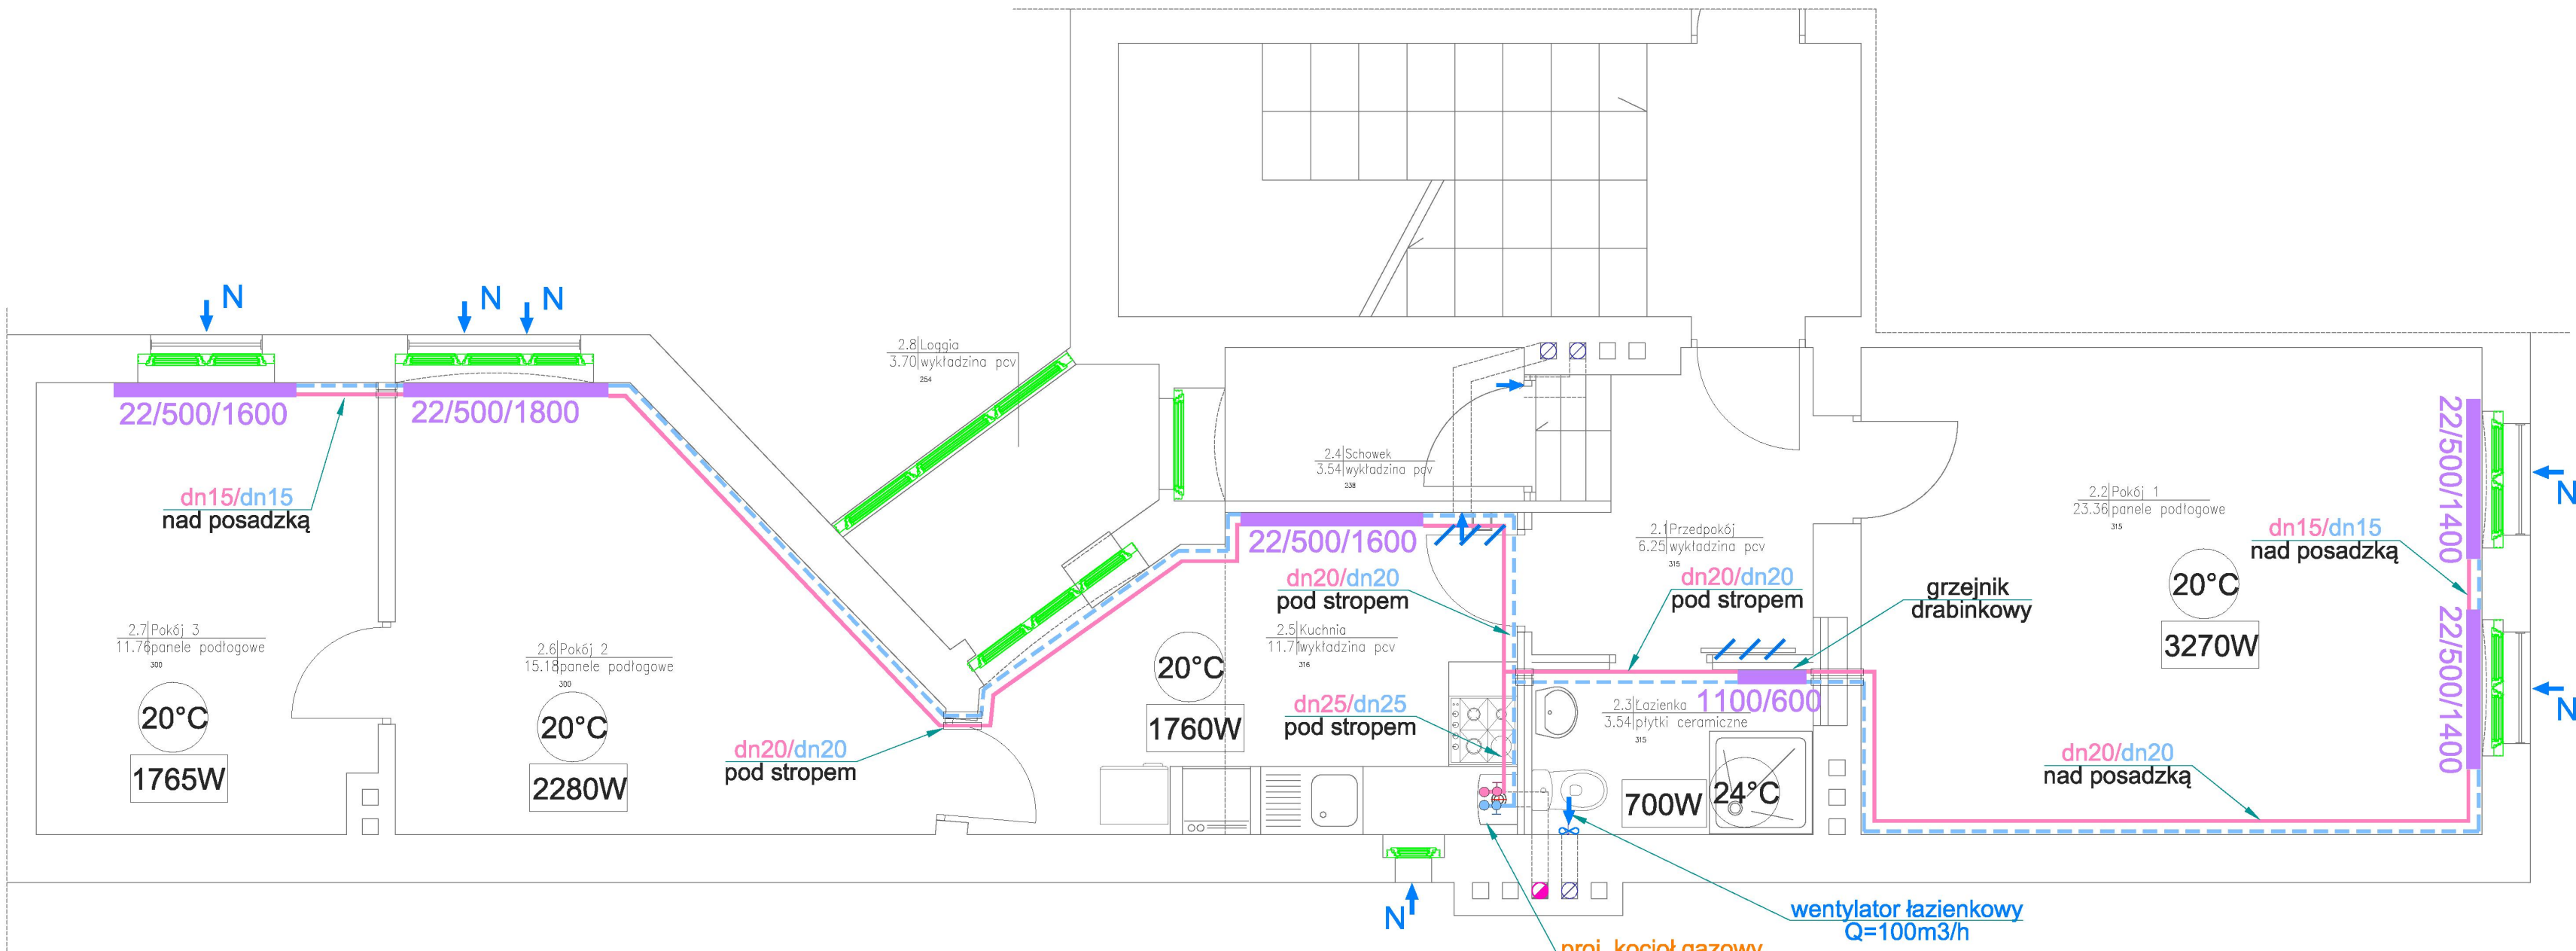 N
N
N
2.8 Loggia
3.70 wykładzina pcv
254
22/500/1600
22/500/1800
dn15/dn15
nad posadzką
2.4 Schowek
3.54 wykładzina pcv
238
22/500/1600
dn20/dn20
pod stropem
2.1 Przedpokój
6.25 wykładzina pcv
315
dn20/dn20
pod stropem
grzejnik
drabinkowy
2.2 Pokój 1
23.36 panele podłogowe
315
dn15/dn15
nad posadzką
22/500/1400
N
20°C
3270W
22/500/1400
N
2.7 Pokój 3
11.76 panele podłogowe
300
20°C
1765W
2.6 Pokój 2
15.18 panele podłogowe
300
20°C
2280W
dn20/dn20
pod stropem
2.5 Kuchnia
11.7 wykładzina pcv
316
20°C
1760W
dn25/dn25
pod stropem
1100/600
2.3 Łazienka
3.54 płytki ceramiczne
315
700W
24°C
dn20/dn20
nad posadzką
N
wentylator łazienkowy
Q=100m3/h
proj. kocioł gazowy